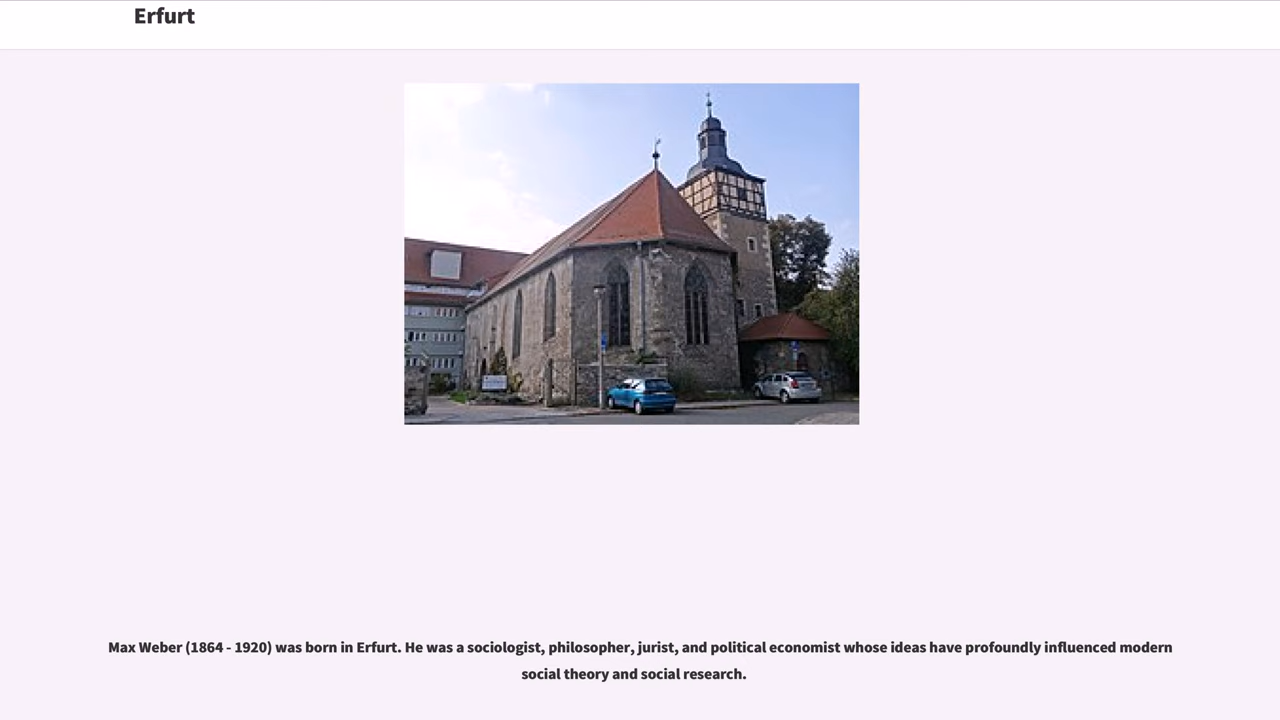 Erfurt
Max Weber (1864 - 1920) was born in Erfurt. He was a sociologist, philosopher, jurist, and political economist whose ideas have profoundly influenced modern
social theory and social research.